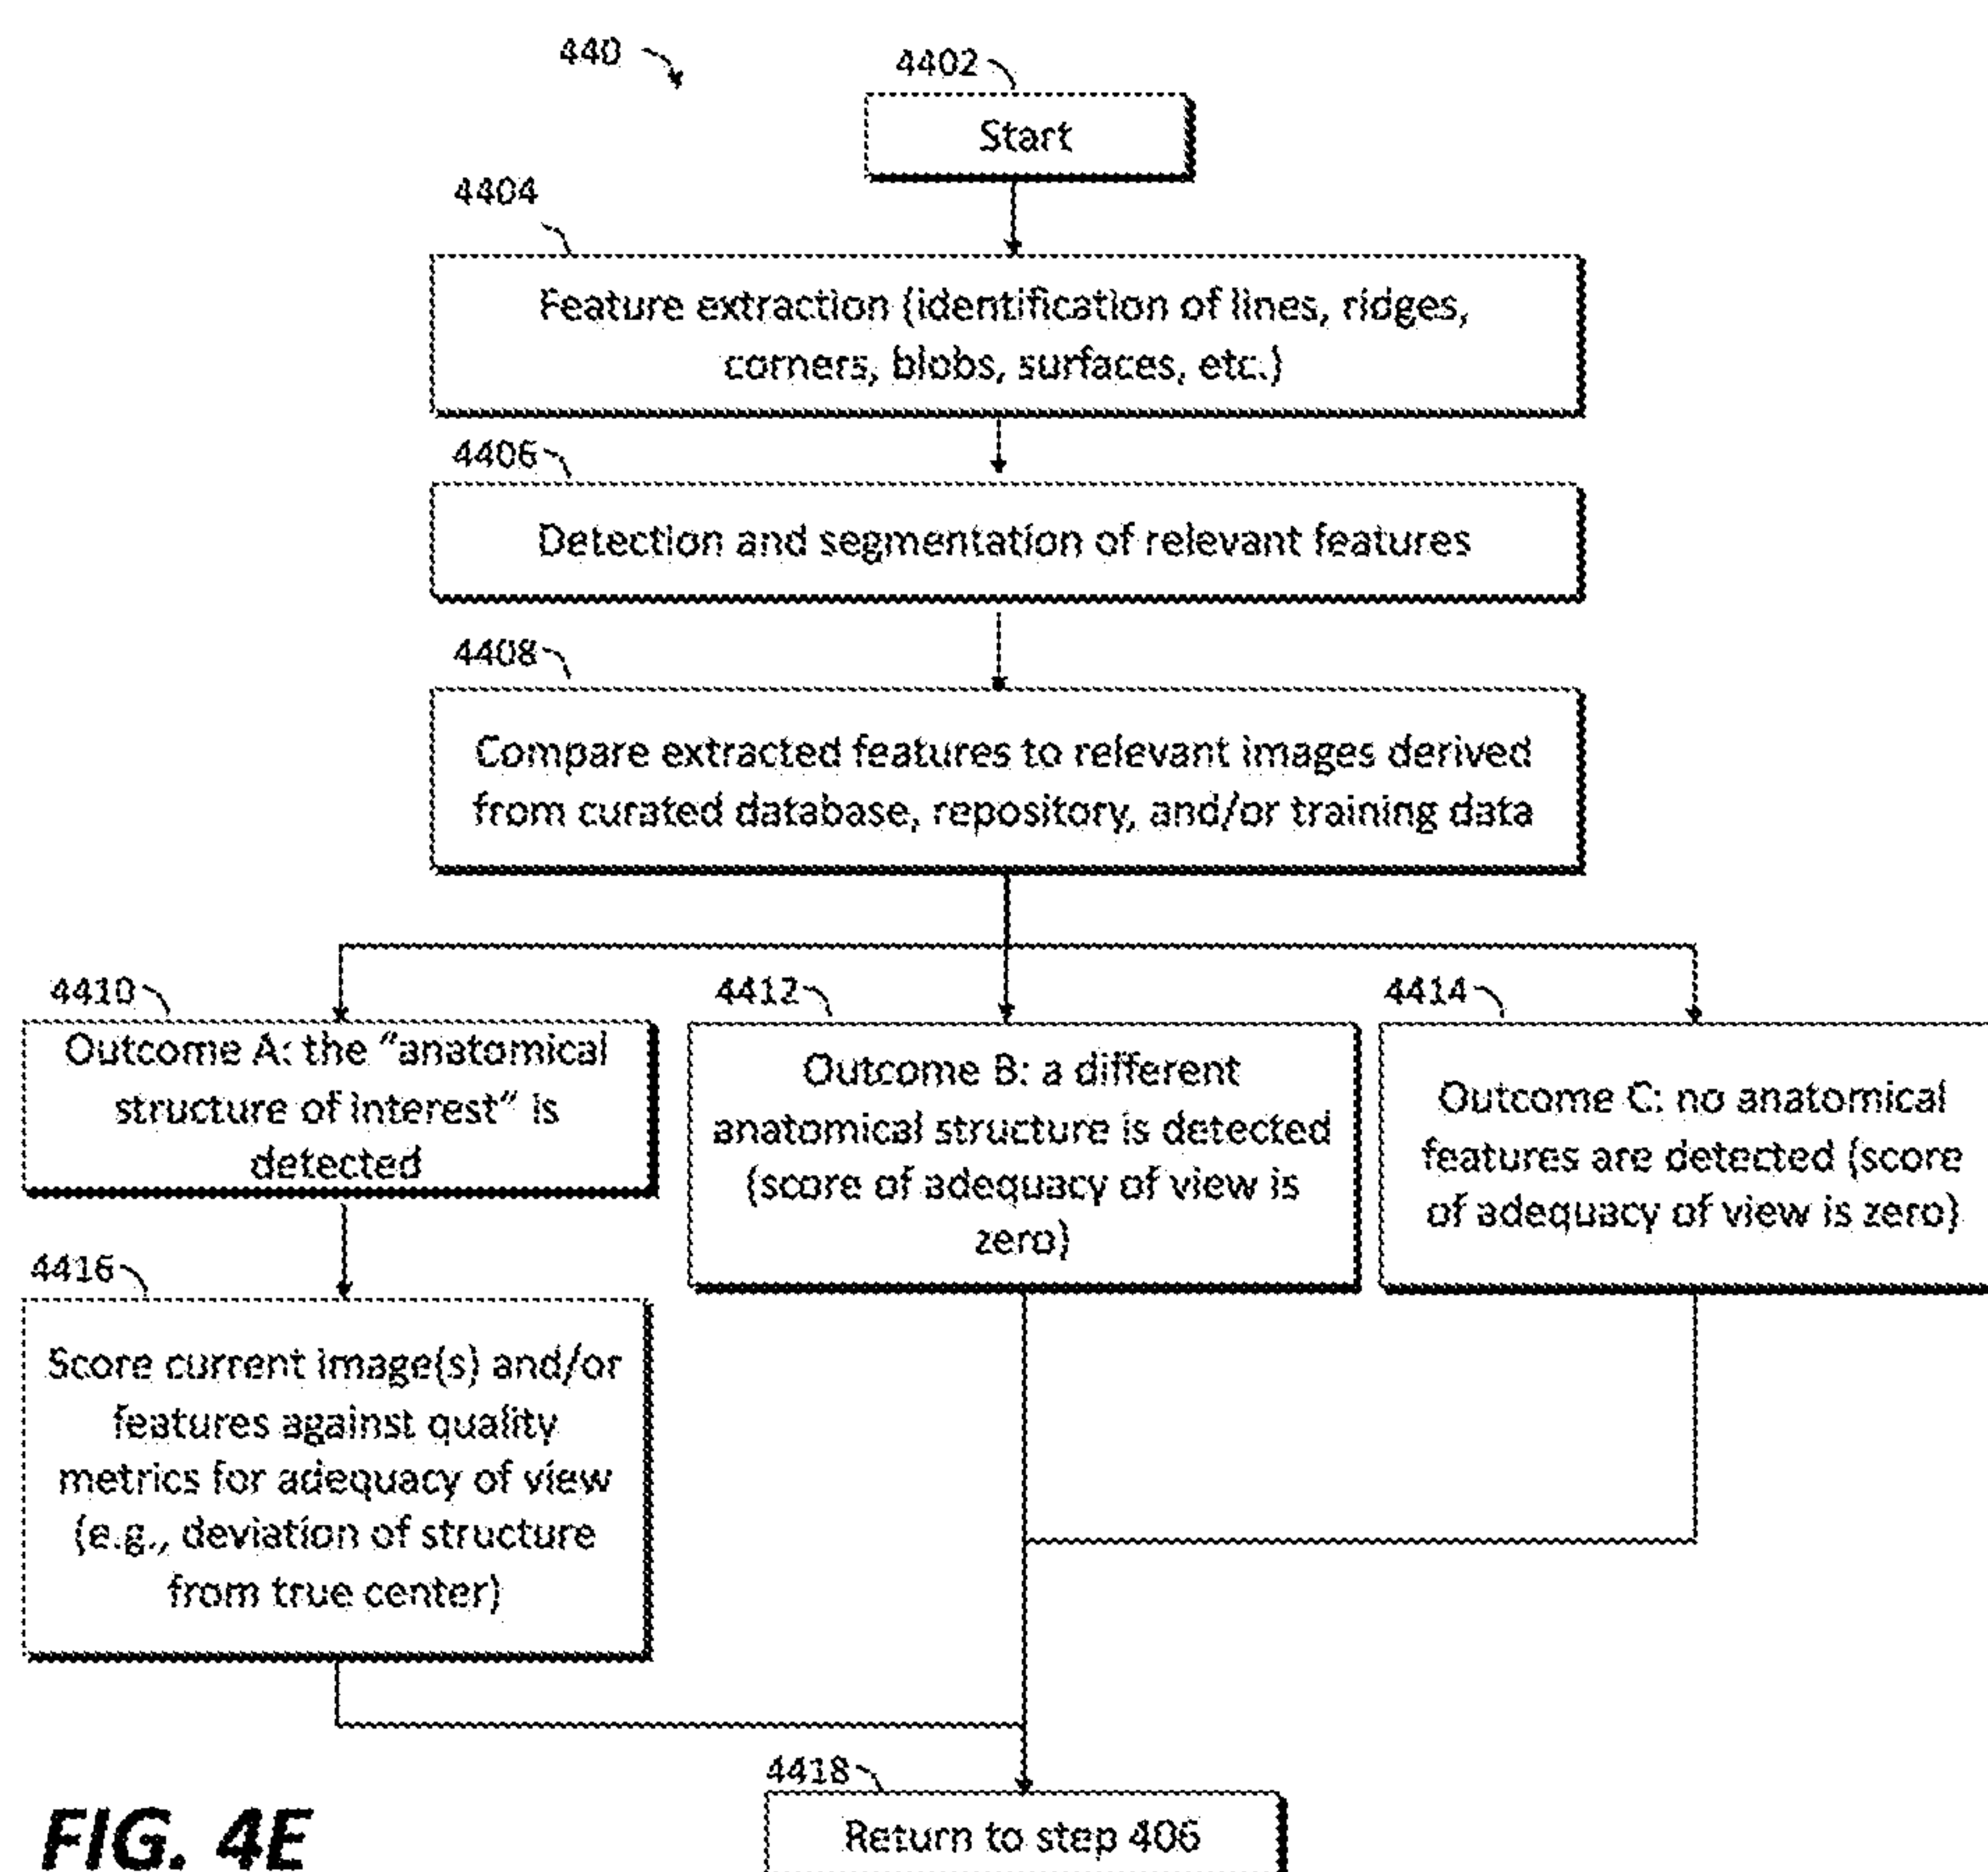 440
4402
Start
4404
Feature extraction (identification of lines, ridges,
corners, blobs, surfaces, etc.)
4406
Detection and segmentation of relevant features
4408
Compare extracted features to relevant images derived
from curated database, repository, and/or training data
4410
Outcome A: the “anatomical
structure of interest” is
detected
4412
Outcome B: a different
anatomical structure is detected
(score of adequacy of view is
zero)
4414
Outcome C: no anatomical
features are detected (score
of adequacy of view is zero)
4416
Score current image(s) and/or
features against quality
metrics for adequacy of view
(e.g., deviation of structure
from true center)
4418
Return to step 406
FIG. 4E